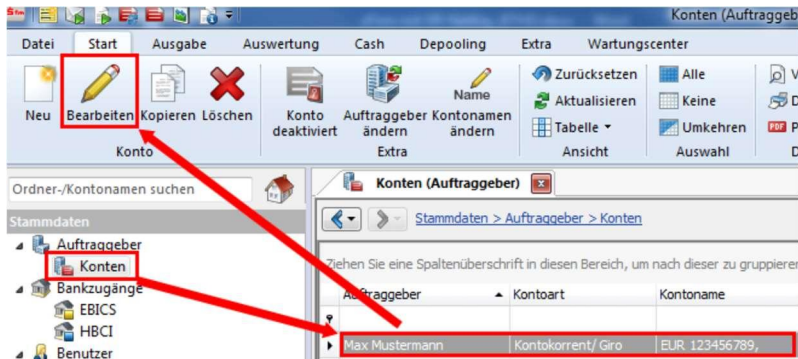 Sfirm
Konten (Auftraggeb
Datei Start Ausgabe Auswertung Cash Depooling Extra Wartungscenter
Neu Bearbeiten Kopieren Löschen
Konto deaktiviert
Auftraggeber ändern
Name
Kontonamen ändern
Zurücksetzen
Aktualisieren
Tabelle
Alle
Keine
Umkehren
V
D
PDF P
Konto Extra Ansicht Auswahl D
Ordner-/Kontonamen suchen
Stammdaten
Auftraggeber
Konten
Bankzugänge
EBICS
HBCI
Benutzer
Konten (Auftraggeber)
Stammdaten > Auftraggeber > Konten
Ziehen Sie eine Spaltenüberschrift in diesen Bereich, um nach dieser zu gruppieren
Auftraggeber Kontoart Kontoname
Max Mustermann Kontokorrent/ Giro EUR 123456789,